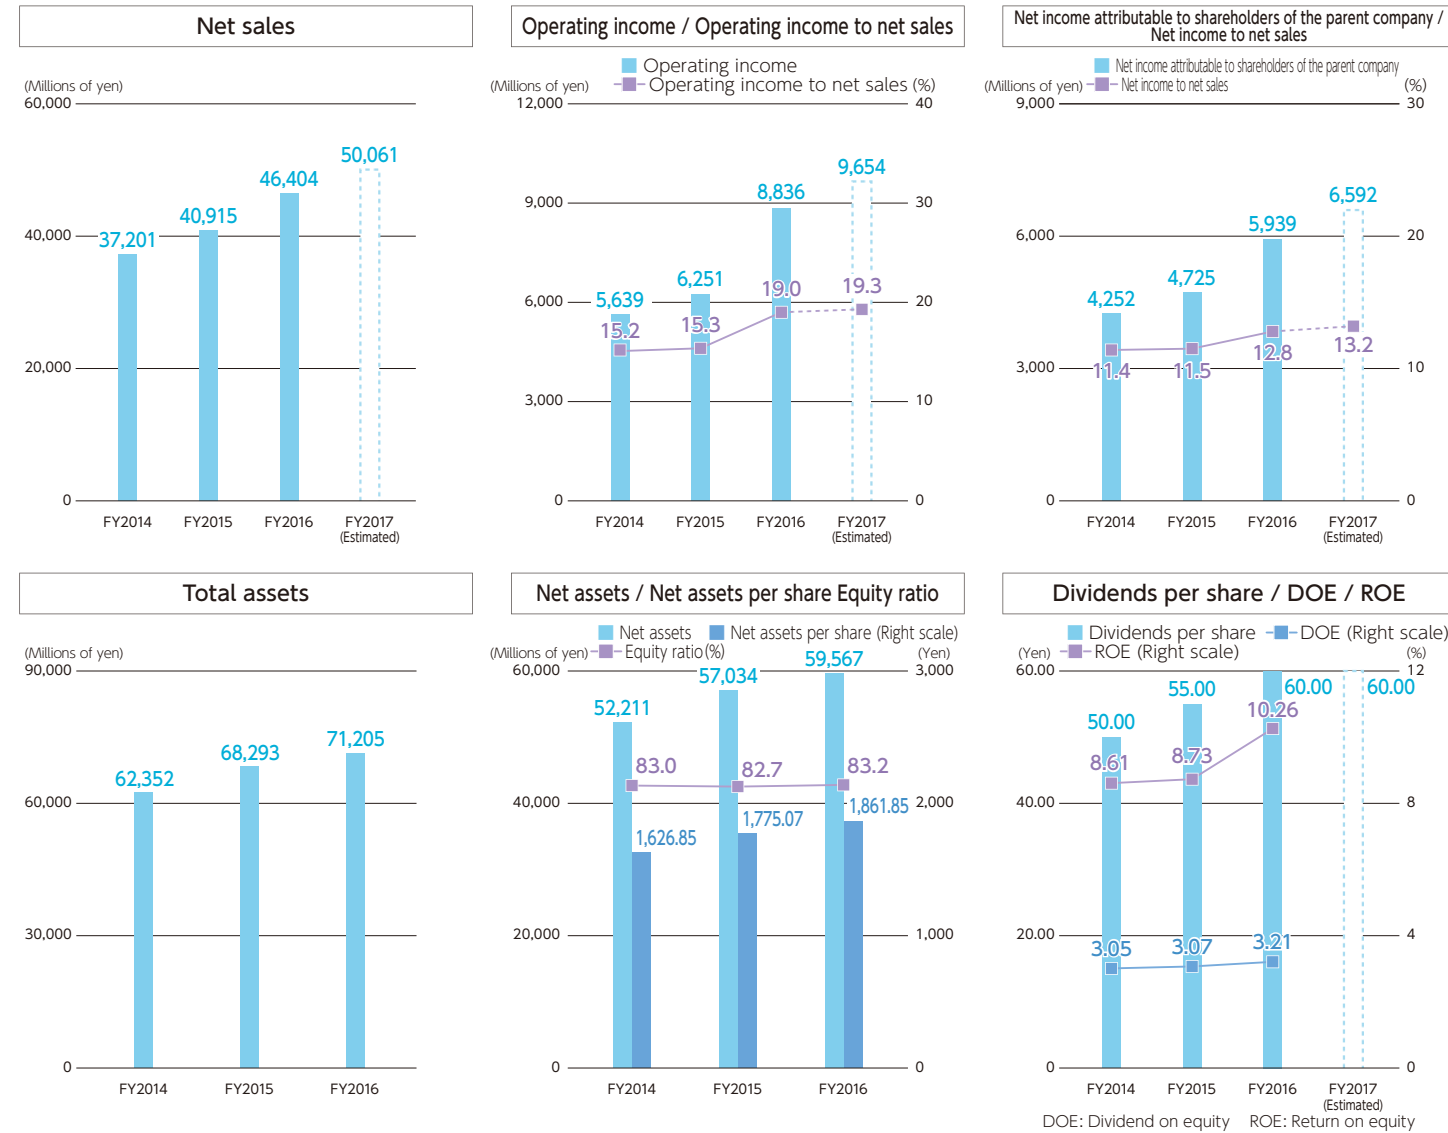 Net sales
(Millions of yen)
60,000
40,000
20,000
0
37,201
40,915
46,404
50,061
FY2014
FY2015
FY2016
FY2017
(Estimated)
Operating income / Operating income to net sales
Operating income
(Millions of yen)
Operating income to net sales (%)
12,000
9,000
6,000
3,000
0
40
30
20
10
0
5,639
6,251
8,836
9,654
15.2
15.3
19.0
19.3
FY2014
FY2015
FY2016
FY2017
(Estimated)
Net income attributable to shareholders of the parent company /
Net income to net sales
Net income attributable to shareholders of the parent company
(Millions of yen)
Net income to net sales
(%)
9,000
6,000
3,000
0
30
20
10
0
4,252
4,725
5,939
6,592
11.4
11.5
12.8
13.2
FY2014
FY2015
FY2016
FY2017
(Estimated)
Total assets
(Millions of yen)
90,000
60,000
30,000
0
62,352
68,293
71,205
FY2014
FY2015
FY2016
Net assets / Net assets per share Equity ratio
Net assets
Net assets per share (Right scale)
(Millions of yen)
Equity ratio(%)
(Yen)
60,000
40,000
20,000
0
3,000
2,000
1,000
0
52,211
57,034
59,567
83.0
82.7
83.2
1,626.85
1,775.07
1,861.85
FY2014
FY2015
FY2016
Dividends per share / DOE / ROE
Dividends per share
DOE (Right scale)
(Yen)
ROE (Right scale)
(%)
60.00
40.00
20.00
0
12
8
4
0
50.00
55.00
60.00
60.00
8.61
8.73
10.26
3.05
3.07
3.21
FY2014
FY2015
FY2016
FY2017
(Estimated)
DOE: Dividend on equity
ROE: Return on equity